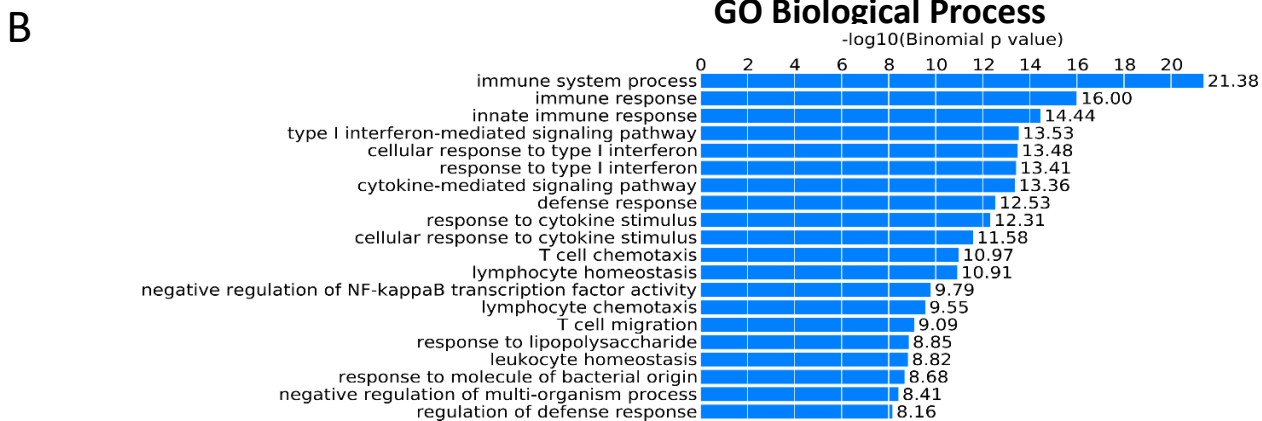 B
GO Biological Process
-log10(Binomial p value)
0 2 4 6 8 10 12 14 16 18 20
immune system process 21.38
immune response 16.00
innate immune response 14.44
type I interferon-mediated signaling pathway 13.53
cellular response to type I interferon 13.48
response to type I interferon 13.41
cytokine-mediated signaling pathway 13.36
defense response 12.53
response to cytokine stimulus 12.31
cellular response to cytokine stimulus 11.58
T cell chemotaxis 10.97
lymphocyte homeostasis 10.91
negative regulation of NF-kappaB transcription factor activity 9.79
lymphocyte chemotaxis 9.55
T cell migration 9.09
response to lipopolysaccharide 8.85
leukocyte homeostasis 8.82
response to molecule of bacterial origin 8.68
negative regulation of multi-organism process 8.41
regulation of defense response 8.16